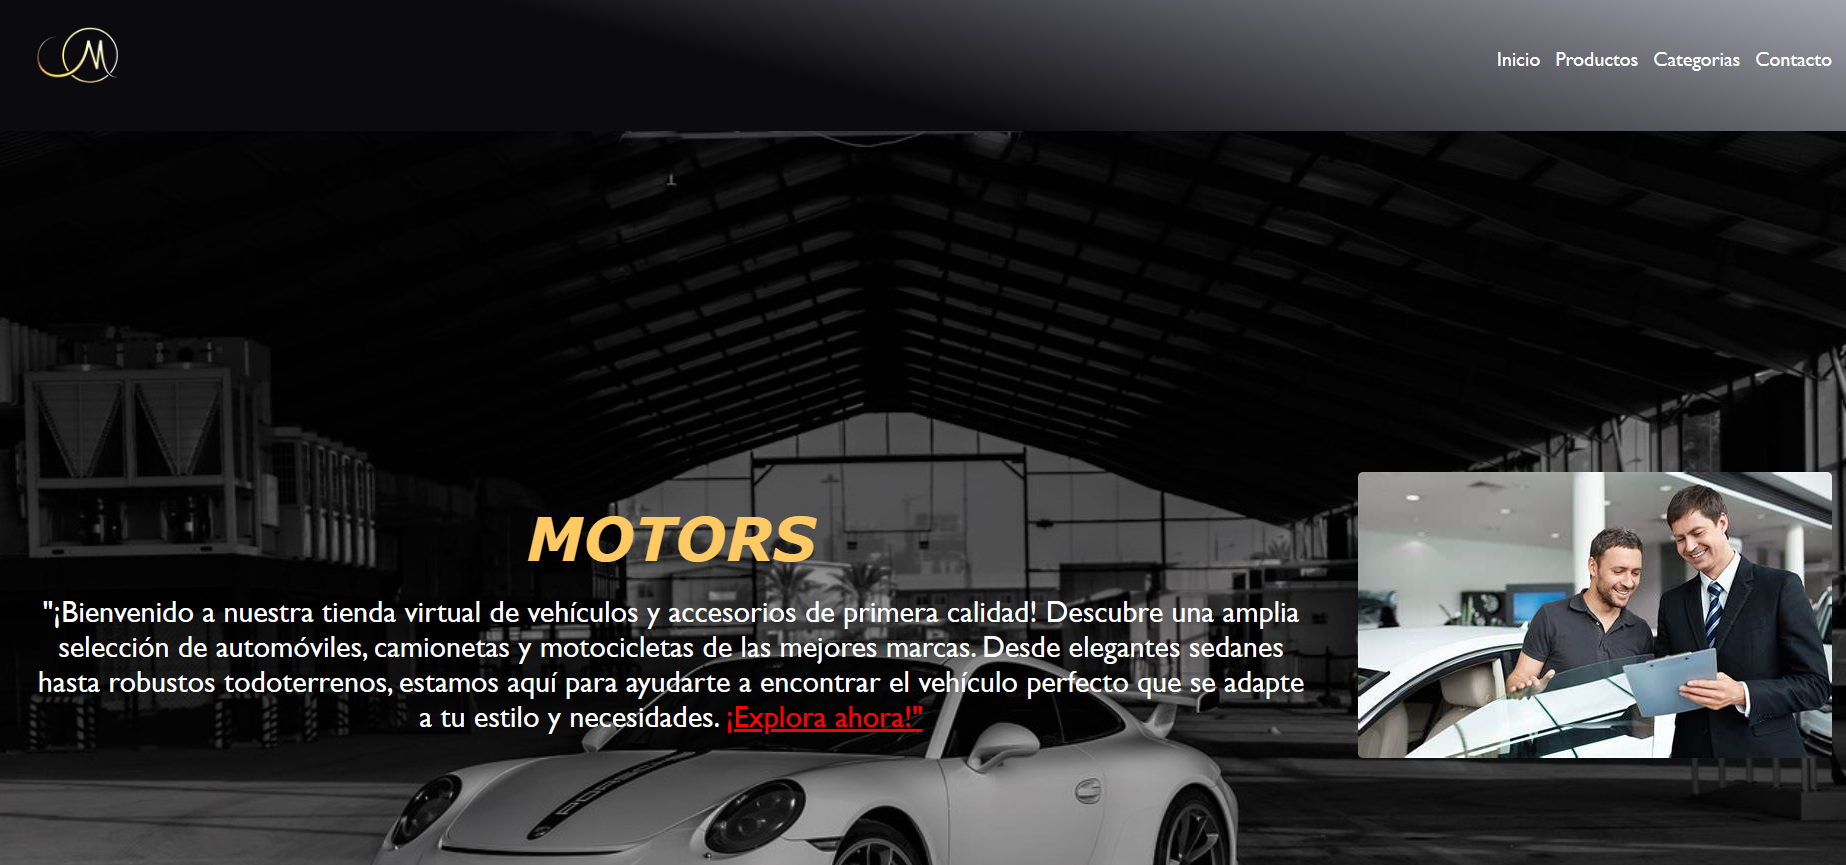 M
Inicio Productos Categorias Contacto
MOTORS
"¡Bienvenido a nuestra tienda virtual de vehículos y accesorios de primera calidad! Descubre una amplia
selección de automóviles, camionetas y motocicletas de las mejores marcas. Desde elegantes sedanes
hasta robustos todoterrenos, estamos aquí para ayudarte a encontrar el vehículo perfecto que se adapte
a tu estilo y necesidades. ¡Explora ahora!"
PORSCHE